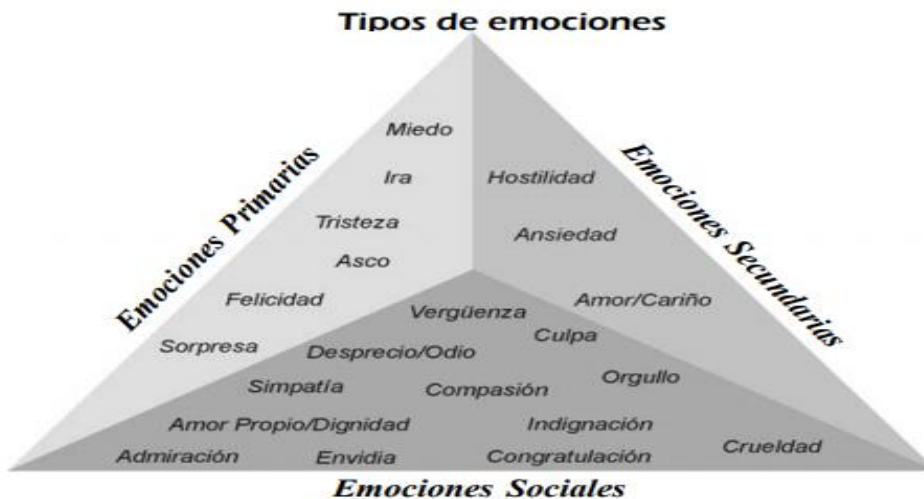 Tipos de emociones
Emociones Primarias
Miedo
Ira
Tristeza
Asco
Felicidad
Sorpresa
Emociones Secundarias
Hostilidad
Ansiedad
Amor/Cariño
Vergüenza
Culpa
Desprecio/Odio
Orgullo
Simpatía
Compasión
Amor Propio/Dignidad
Indignación
Crueldad
Admiración
Envidia
Congratulación
Emociones Sociales